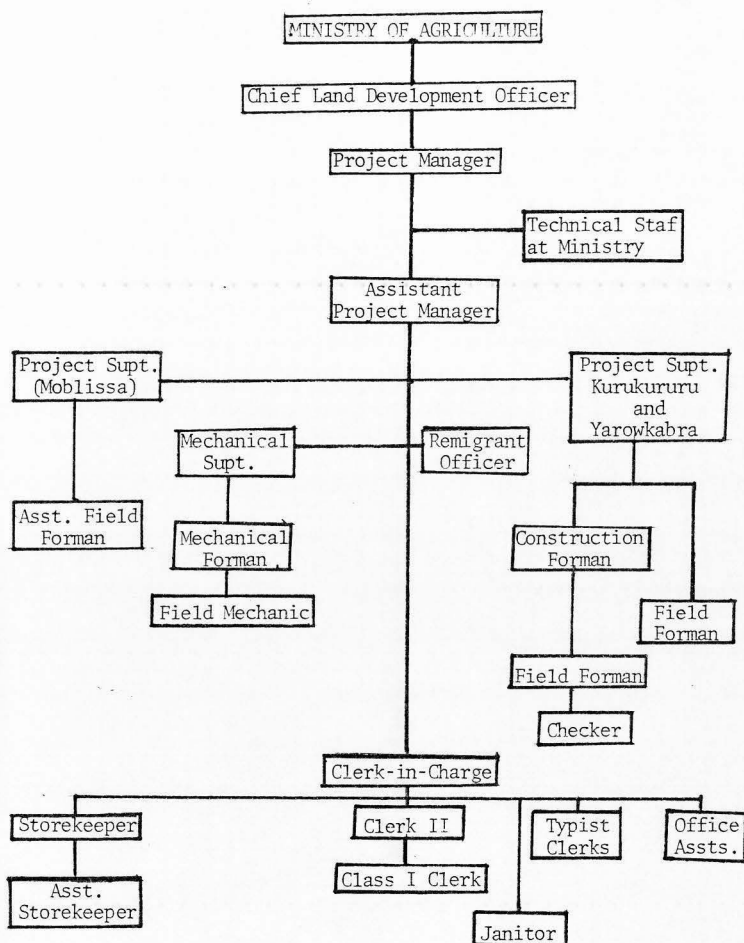 MINISTRY OF AGRICULTURE
Chief Land Development Officer
Project Manager
Technical Staf
at Ministry
Assistant
Project Manager
Project Supt.
(Moblissa)
Project Supt.
Kurukururu
and
Yarowkabra
Mechanical
Supt.
Remigrant
Officer
Asst. Field
Forman
Mechanical
Forman
Construction
Forman
Field Mechanic
Field
Forman
Field Forman
Checker
Clerk-in-Charge
Storekeeper
Clerk II
Typist
Clerks
Office
Assts.
Asst.
Storekeeper
Class I Clerk
Janitor